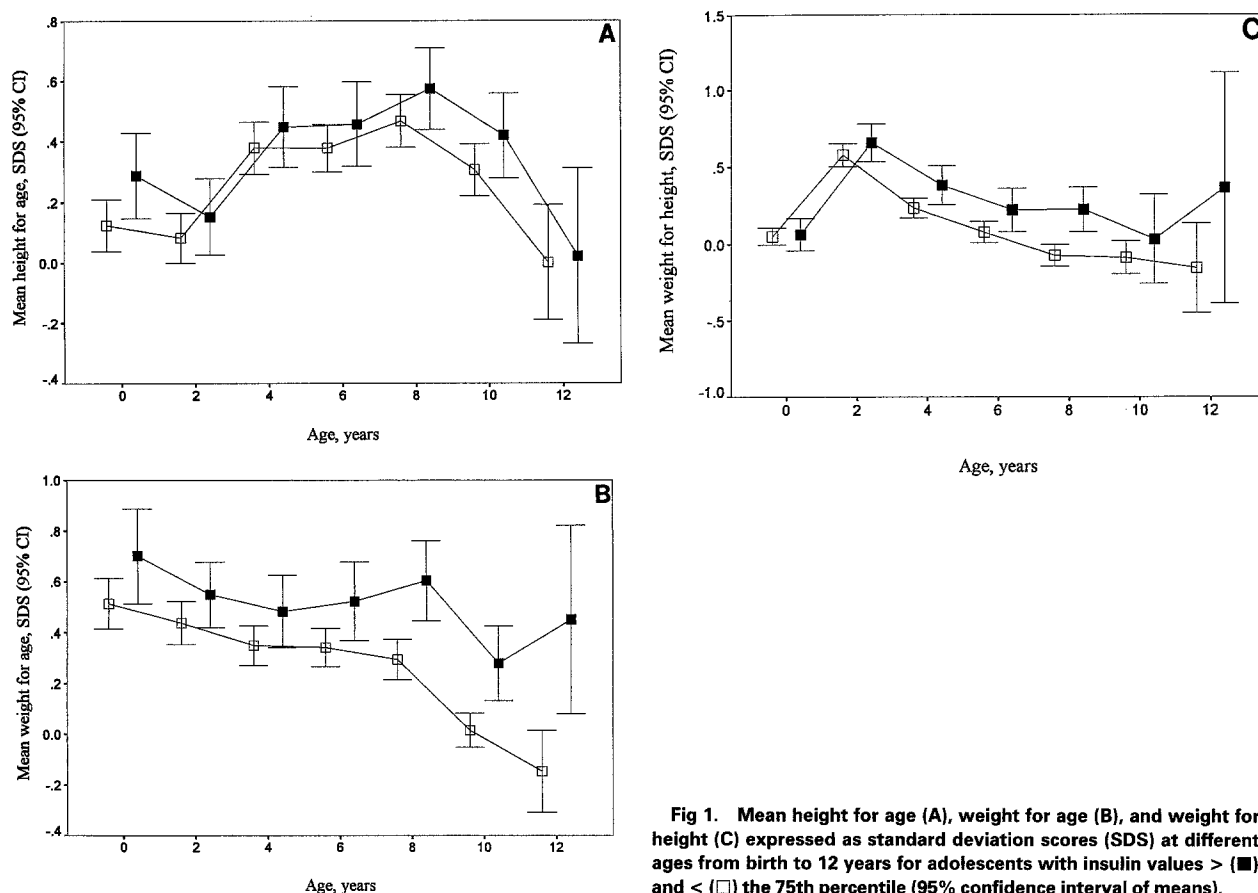 A
Mean height for age, SDS (95% CI)
.8
.6
.4
.2
0.0
-.2
-.4
0 2 4 6 8 10 12
Age, years
C
Mean weight for height, SDS (95% CI)
1.5
1.0
.5
0.0
-.5
-1.0
0 2 4 6 8 10 12
Age, years
B
Mean weight for age, SDS (95% CI)
1.0
.8
.6
.4
.2
0.0
-.2
-.4
0 2 4 6 8 10 12
Age, years
Fig 1. Mean height for age (A), weight for age (B), and weight for
height (C) expressed as standard deviation scores (SDS) at different
ages from birth to 12 years for adolescents with insulin values > (■)
and < (□) the 75th percentile (95% confidence interval of means).